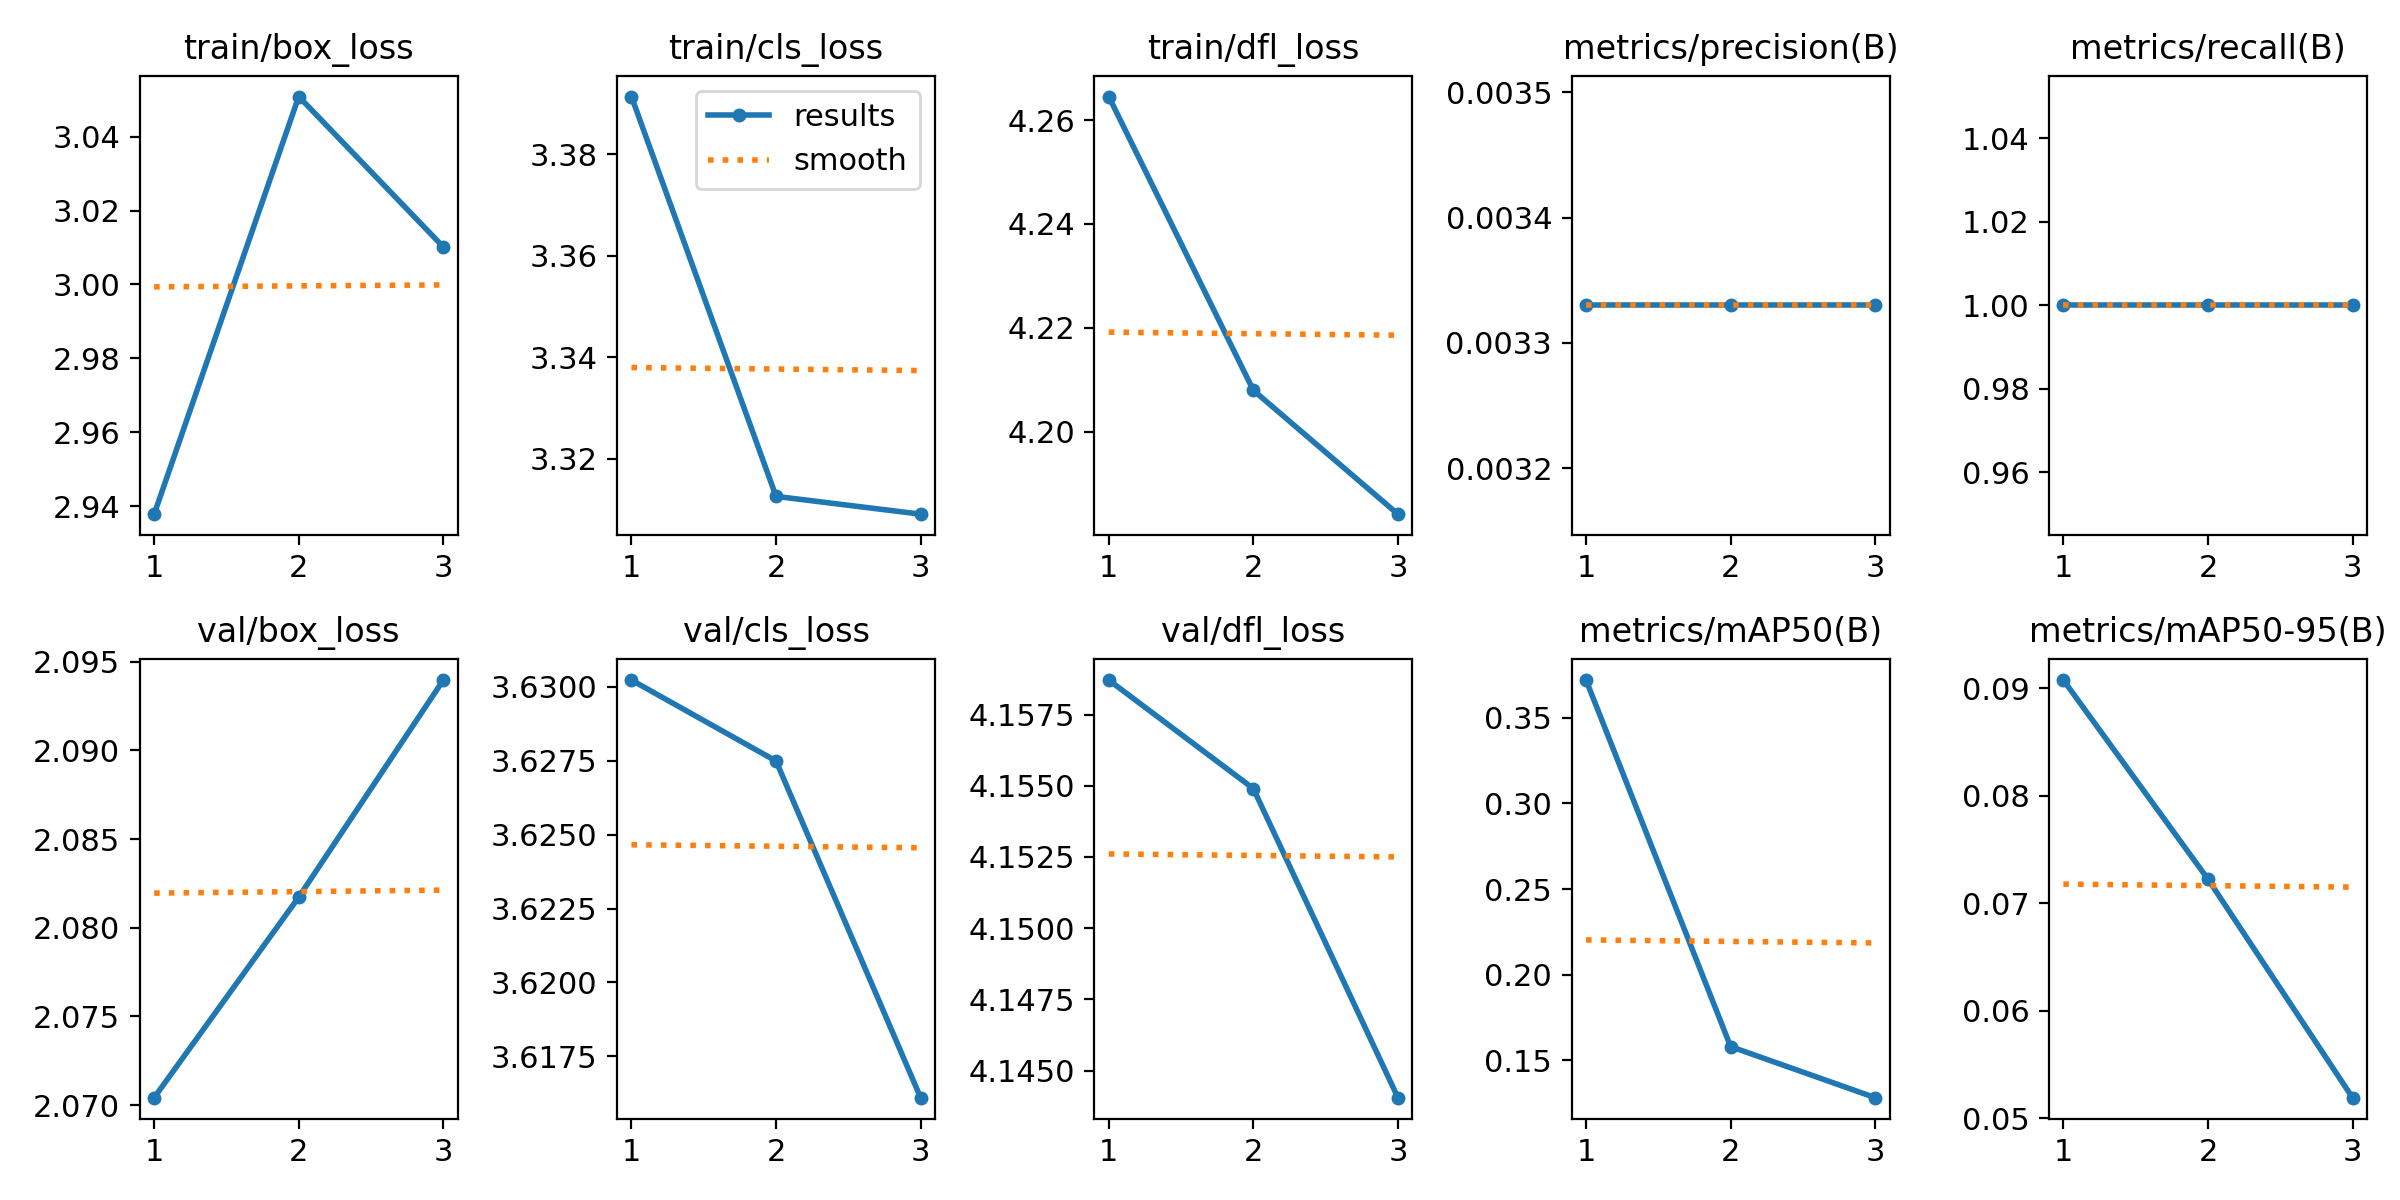 train/box_loss
3.04
3.02
3.00
2.98
2.96
2.94
1 2 3
train/cls_loss
results
smooth
3.38
3.36
3.34
3.32
1 2 3
train/dfl_loss
4.26
4.24
4.22
4.20
1 2 3
metrics/precision(B)
0.0035
0.0034
0.0033
0.0032
1 2 3
metrics/recall(B)
1.04
1.02
1.00
0.98
0.96
1 2 3
val/box_loss
2.095
2.090
2.085
2.080
2.075
2.070
1 2 3
val/cls_loss
3.6300
3.6275
3.6250
3.6225
3.6200
3.6175
1 2 3
val/dfl_loss
4.1575
4.1550
4.1525
4.1500
4.1475
4.1450
1 2 3
metrics/mAP50(B)
0.35
0.30
0.25
0.20
0.15
1 2 3
metrics/mAP50-95(B)
0.09
0.08
0.07
0.06
0.05
1 2 3